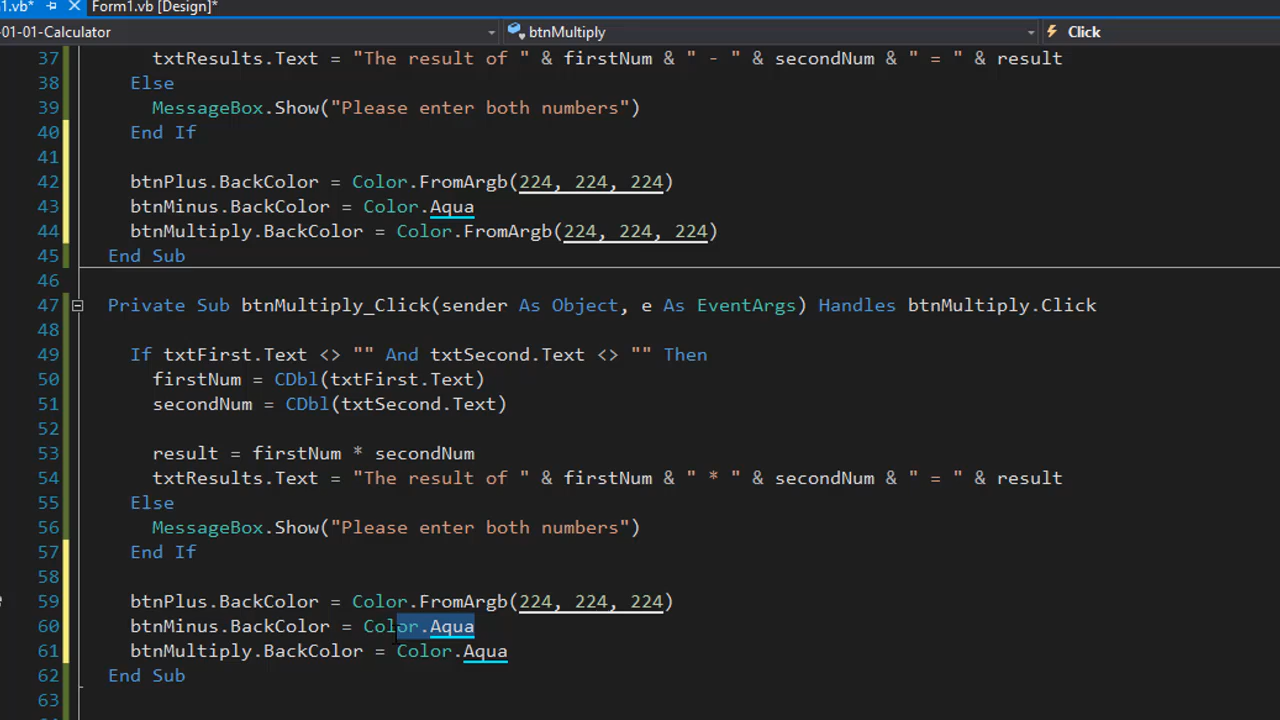 1.vb* Form1.vb [Design]*
-01-01-Calculator btnMultiply Click
37 txtResults.Text = "The result of " & firstNum & " - " & secondNum & " = " & result
38 Else
39 MessageBox.Show("Please enter both numbers")
40 End If
41
42 btnPlus.BackColor = Color.FromArgb(224, 224, 224)
43 btnMinus.BackColor = Color.Aqua
44 btnMultiply.BackColor = Color.FromArgb(224, 224, 224)
45 End Sub
46
47 Private Sub btnMultiply_Click(sender As Object, e As EventArgs) Handles btnMultiply.Click
48
49 If txtFirst.Text <> "" And txtSecond.Text <> "" Then
50 firstNum = CDbl(txtFirst.Text)
51 secondNum = CDbl(txtSecond.Text)
52
53 result = firstNum * secondNum
54 txtResults.Text = "The result of " & firstNum & " * " & secondNum & " = " & result
55 Else
56 MessageBox.Show("Please enter both numbers")
57 End If
58
59 btnPlus.BackColor = Color.FromArgb(224, 224, 224)
60 btnMinus.BackColor = Color.Aqua
61 btnMultiply.BackColor = Color.Aqua
62 End Sub
63